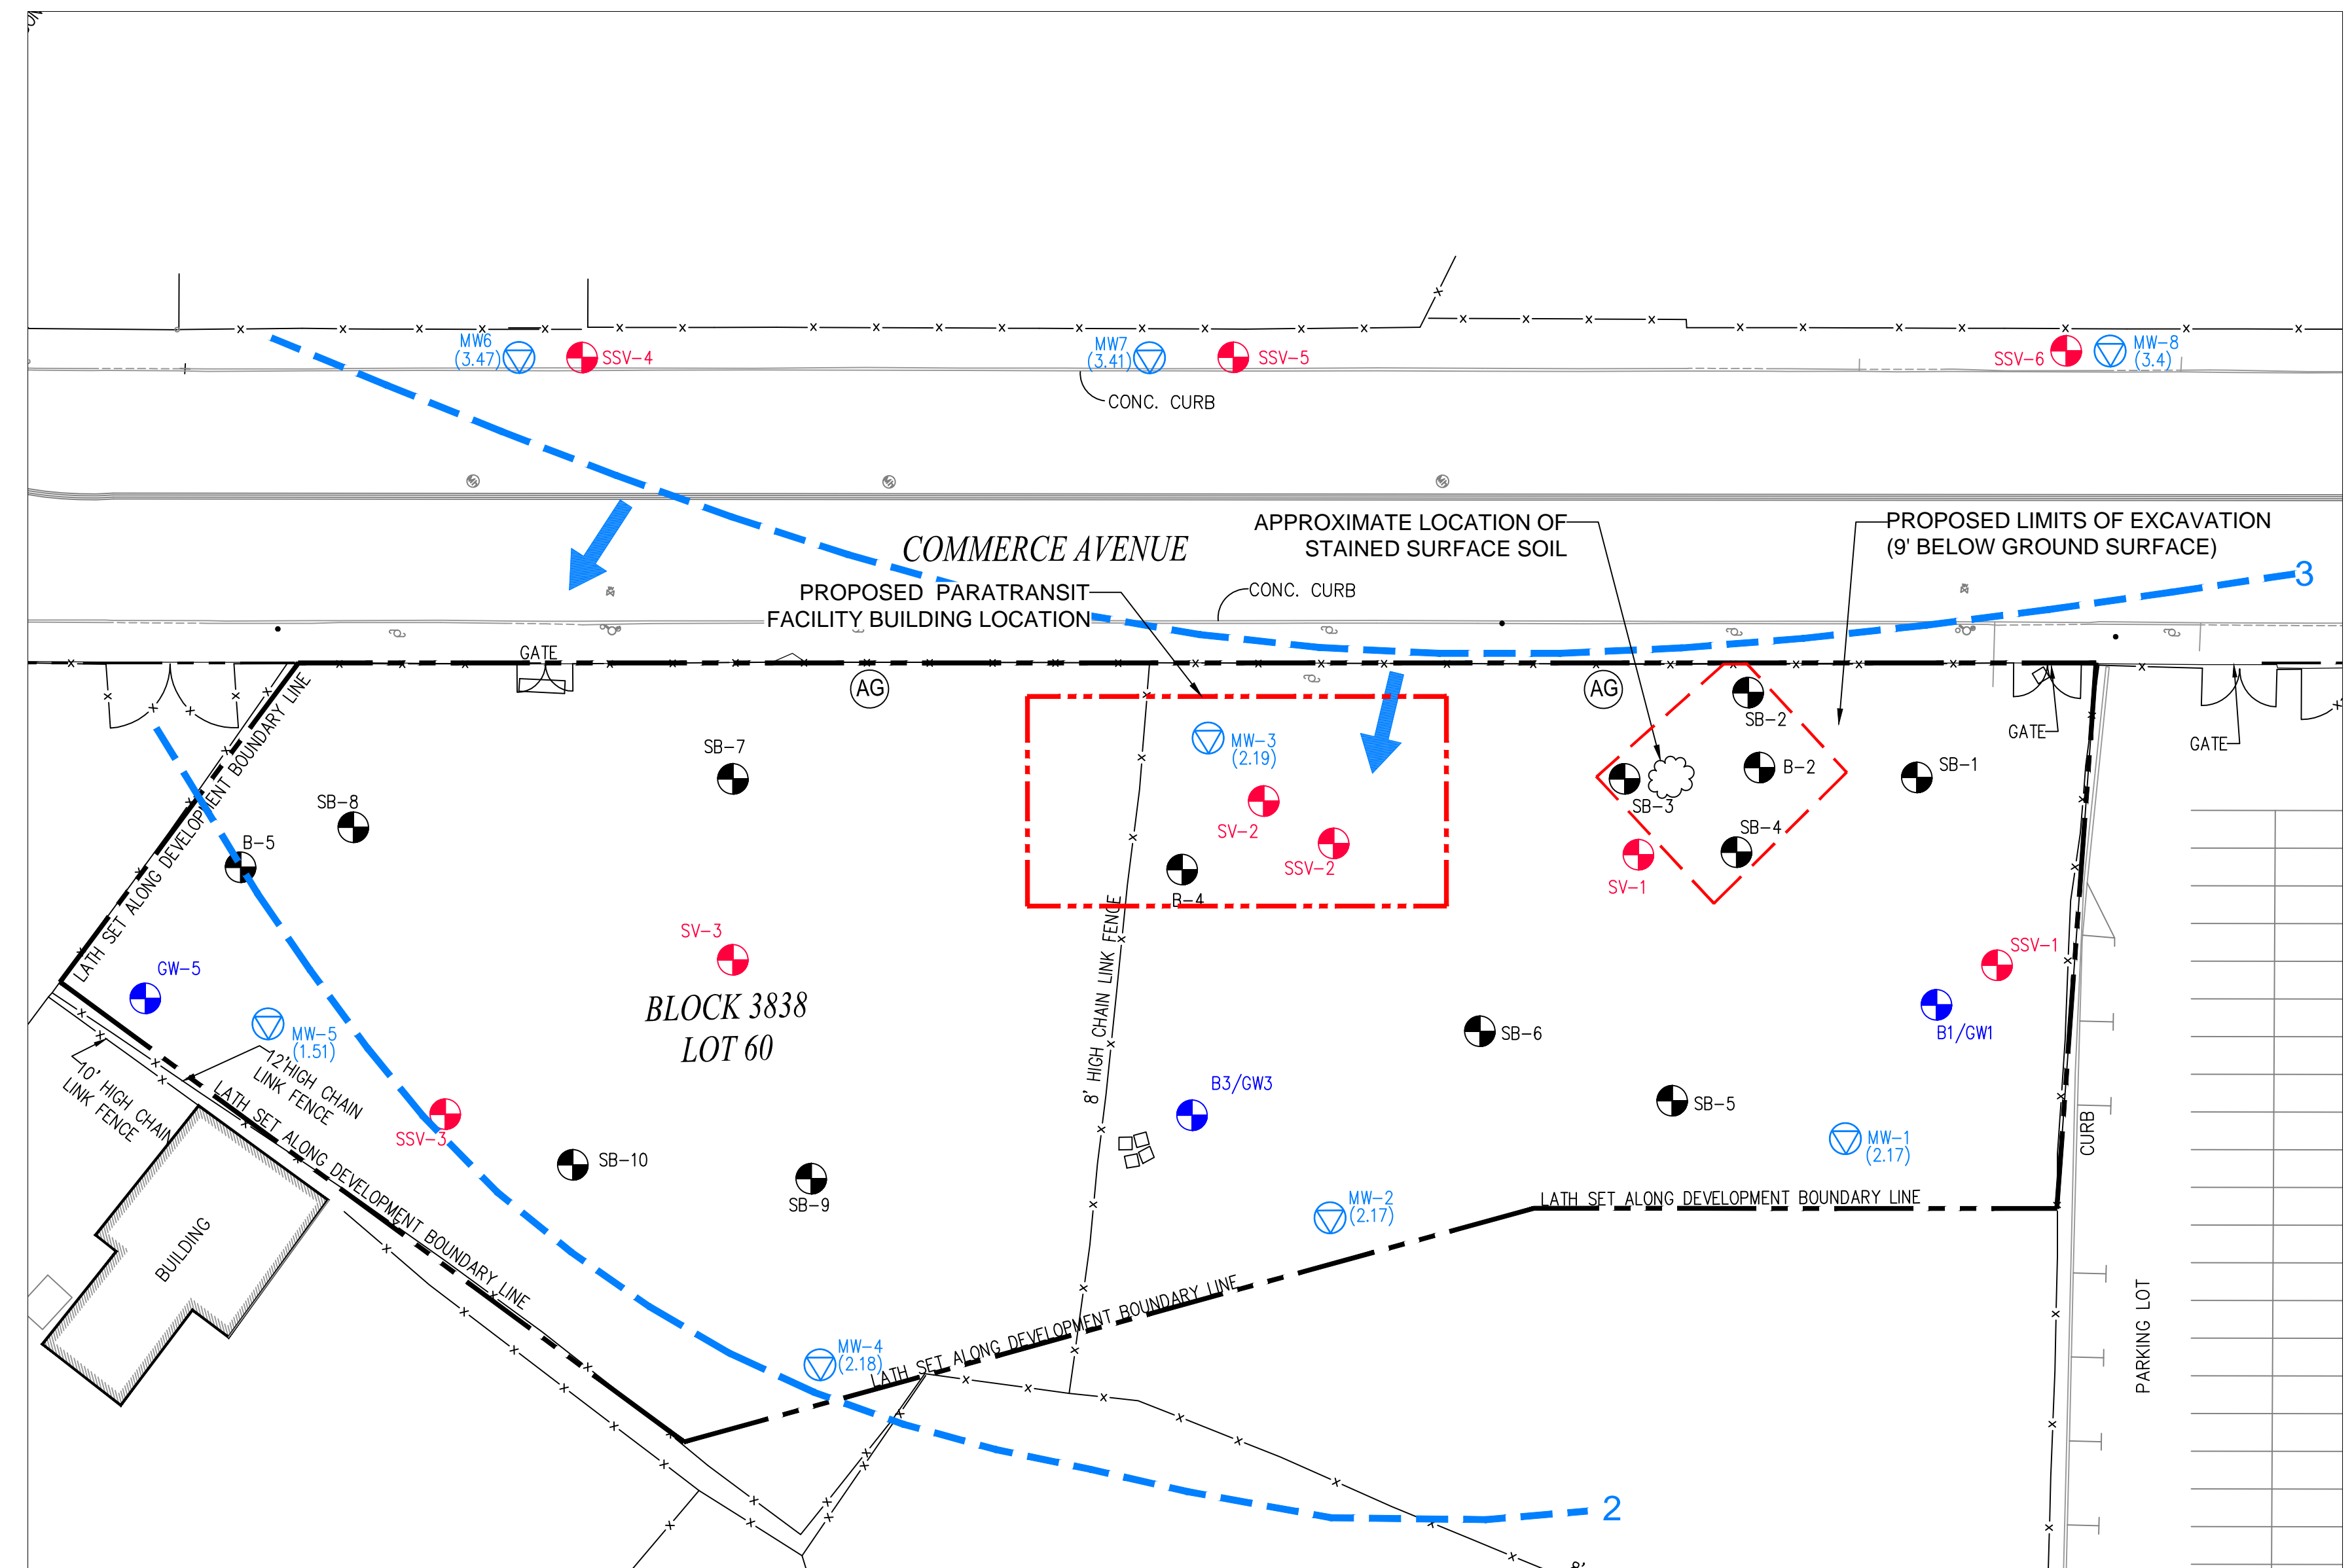 MW6
(3.47)
SSV-4
MW7
(3.41)
SSV-5
SSV-6
MW-8
(3.4)
CONC. CURB
COMMERCE AVENUE
APPROXIMATE LOCATION OF
STAINED SURFACE SOIL
PROPOSED LIMITS OF EXCAVATION
(9' BELOW GROUND SURFACE)
3
PROPOSED PARATRANSIT
FACILITY BUILDING LOCATION
CONC. CURB
GATE
AG
AG
GATE
GATE
LATH SET ALONG DEVELOPMENT BOUNDARY LINE
SB-8
SB-7
B-5
MW-3
(2.19)
SV-2
SSV-2
B-4
SB-2
B-2
SB-3
SB-4
SV-1
SB-1
SV-3
BLOCK 3838
LOT 60
8' HIGH CHAIN LINK FENCE
GW-5
MW-5
(1.51)
SSV-1
B1/GW1
SB-6
SB-5
B3/GW3
MW-1
(2.17)
MW-2
(2.17)
12'HIGH CHAIN
LINK FENCE
10' HIGH CHAIN
LINK FENCE
LATH SET ALONG DEVELOPMENT BOUNDARY LINE
SSV-3
SB-10
SB-9
BUILDING
MW-4
(2.18)
LATH SET ALONG DEVELOPMENT BOUNDARY LINE
LATH SET ALONG DEVELOPMENT BOUNDARY LINE
CURB
PARKING LOT
2
8'